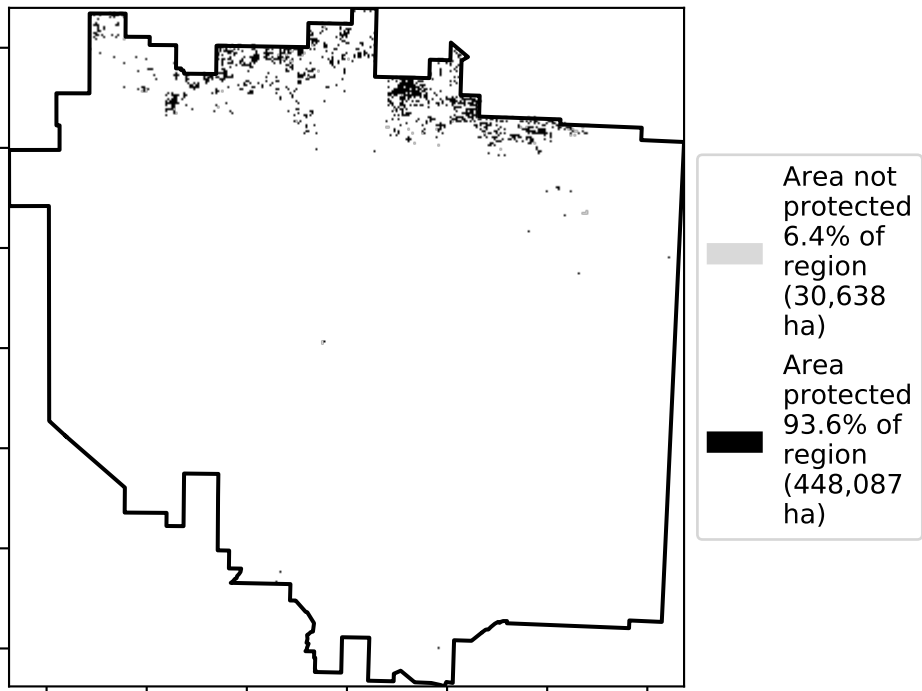 Area not
protected
6.4% of
region
(30,638
ha)
Area
protected
93.6% of
region
(448,087
ha)